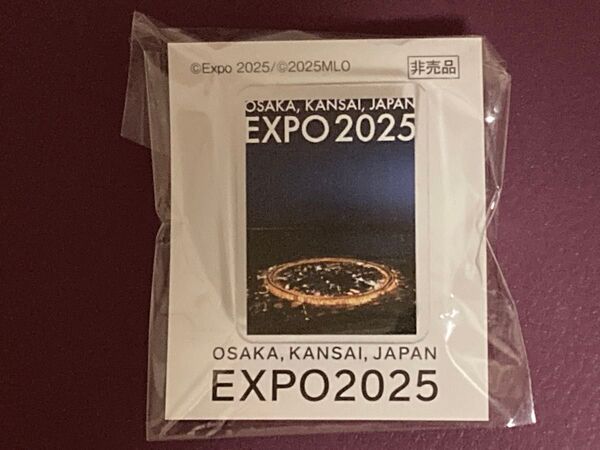 ©Expo 2025/©2025MLO
非売品
OSAKA, KANSAI, JAPAN
EXPO 2025
OSAKA, KANSAI, JAPAN
EXPO2025